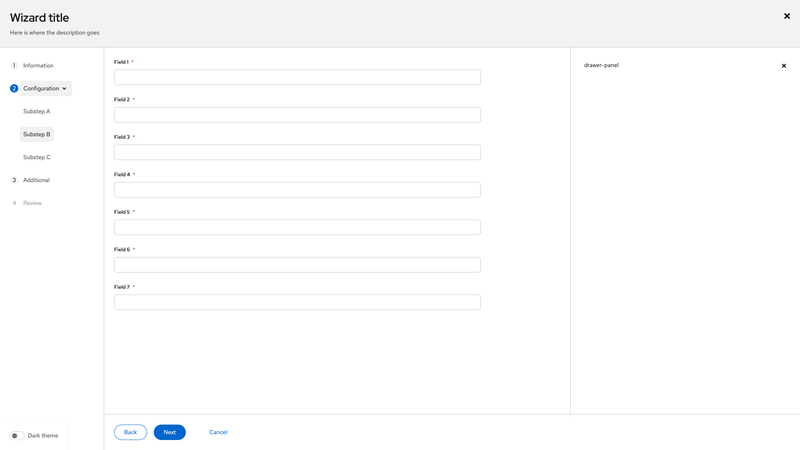 Wizard title
Here is where the description goes
1 Information
2 Configuration
Substep A
Substep B
Substep C
3 Additional
4 Review
Field 1 *
Field 2 *
Field 3 *
Field 4 *
Field 5 *
Field 6 *
Field 7 *
drawer-panel
Back
Next
Cancel
Dark theme